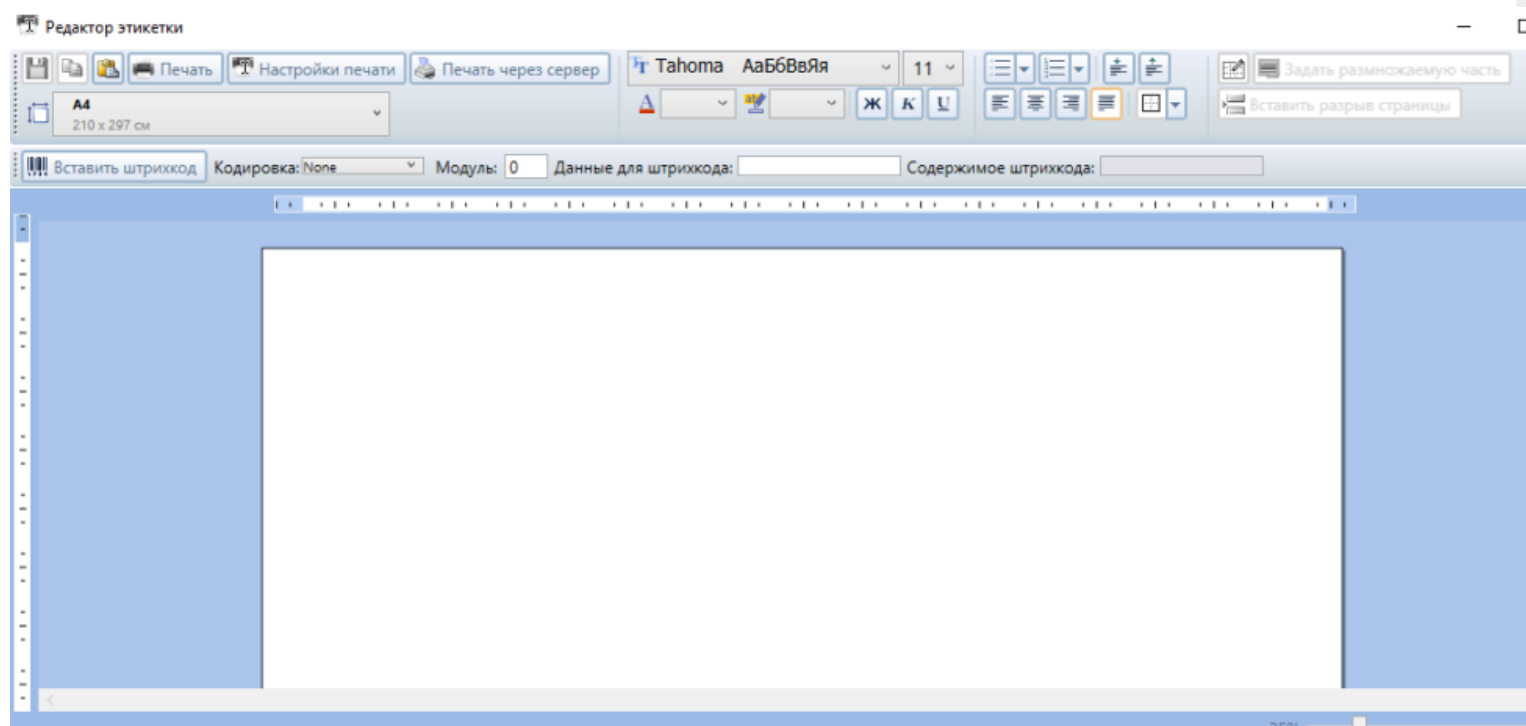 Редактор этикетки
Печать Настройки печати Печать через сервер Tahoma АаБбВвЯя 11 Задать размножаемую часть
A4
210 x 297 см
Ж К U
Вставить разрыв страницы
Вставить штрихкод Кодировка: None Модуль: 0 Данные для штрихкода: Содержимое штрихкода: